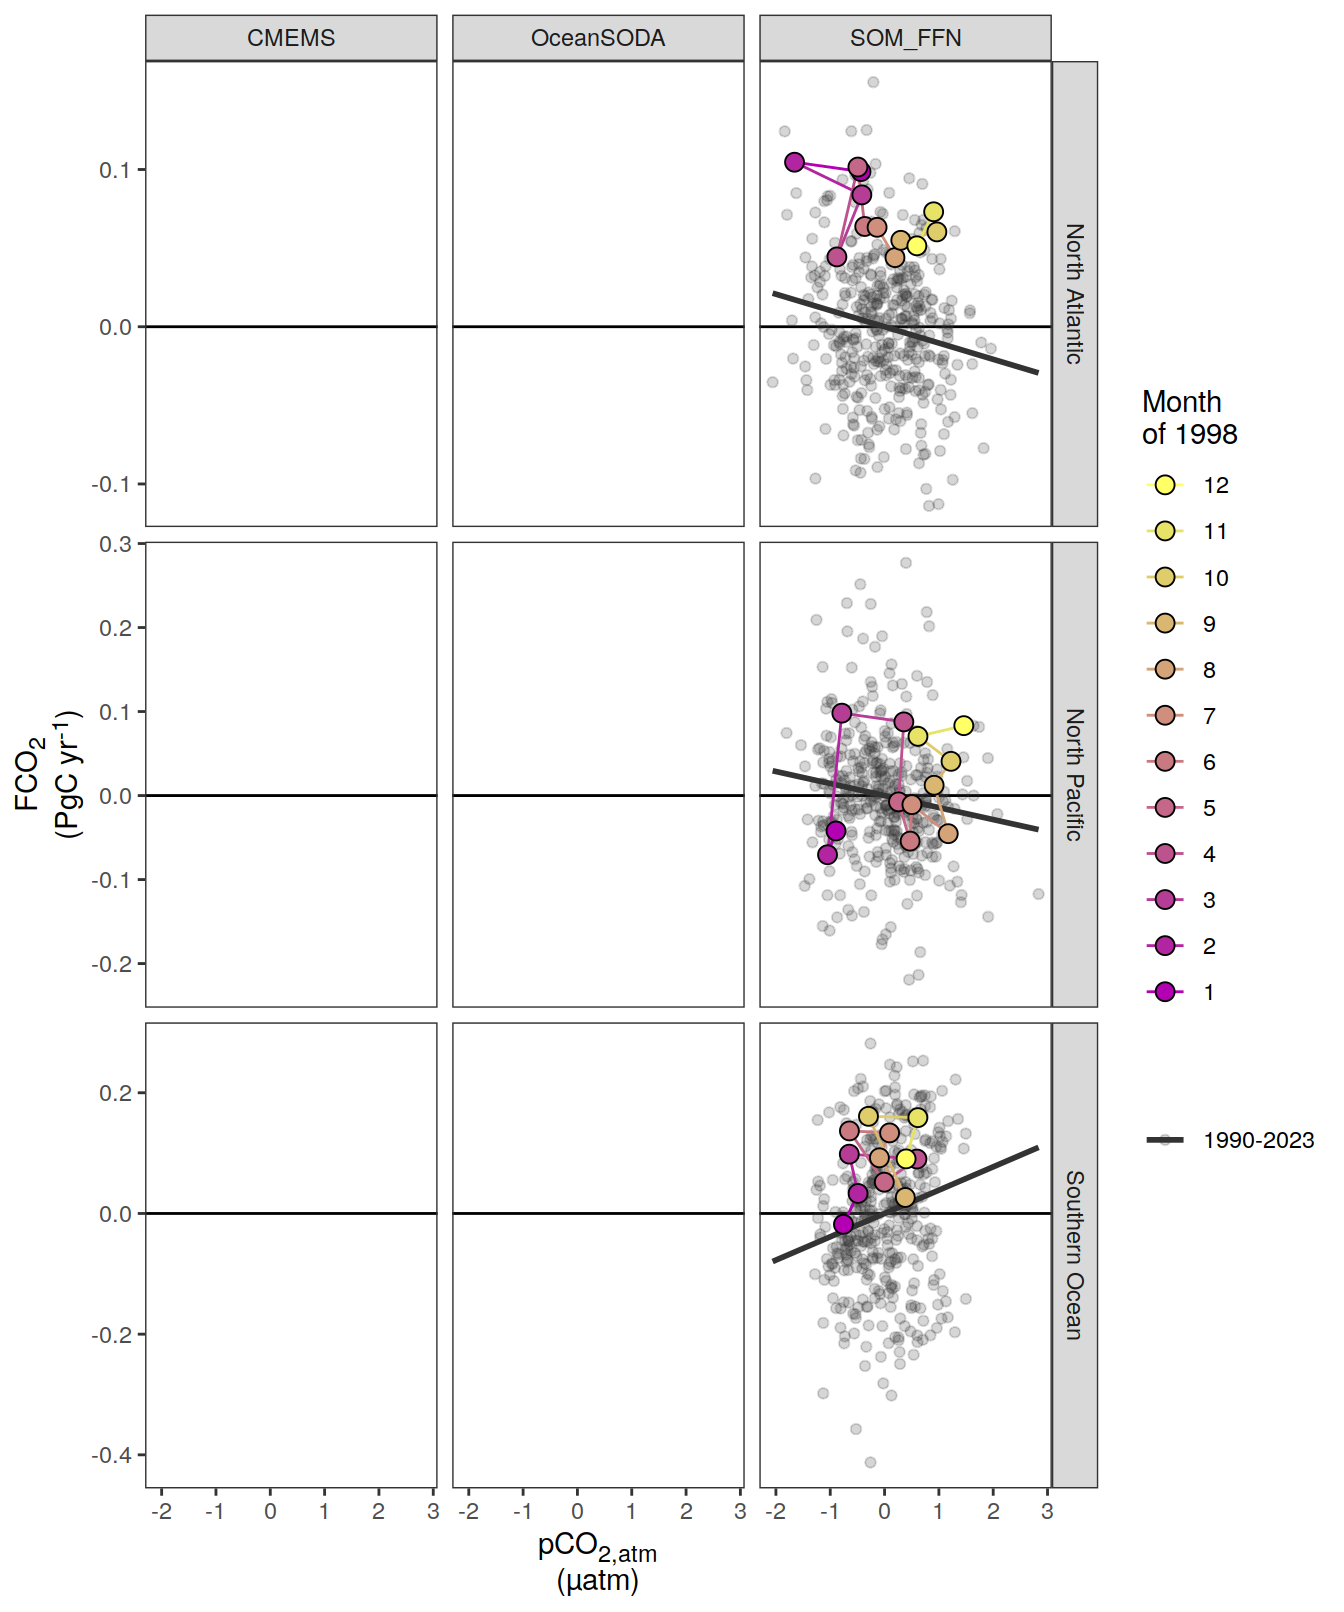 CMEMS OceanSODA SOM_FFN
0.1
0.0
-0.1
North Atlantic
0.3
0.2
0.1
0.0
-0.1
-0.2
North Pacific
0.2
0.0
-0.2
-0.4
Southern Ocean
FCO2
(PgC yr-1)
-2 -1 0 1 2 3 -2 -1 0 1 2 3 -2 -1 0 1 2 3
pCO2,atm
(µatm)
Month
of 1998
12
11
10
9
8
7
6
5
4
3
2
1
1990-2023